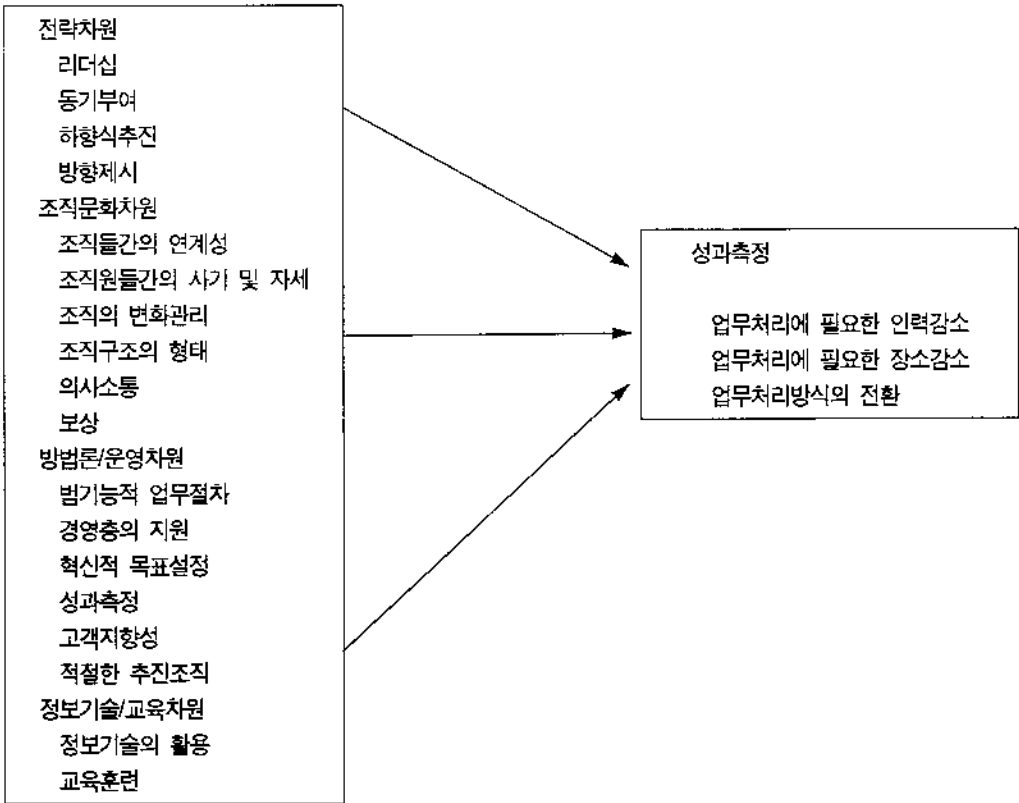 전략차원
리더십
동기부여
하향식추진
방향제시
조직문화차원
조직들간의 연계성
조직원들간의 사기 및 자세
조직의 변화관리
조직구조의 형태
의사소통
보상
방법론/운영차원
범기능적 업무절차
경영층의 지원
혁신적 목표설정
성과측정
고객지향성
적절한 추진조직
정보기술/교육차원
정보기술의 활용
교육훈련
성과측정
업무처리에 필요한 인력감소
업무처리에 필요한 장소감소
업무처리방식의 전환